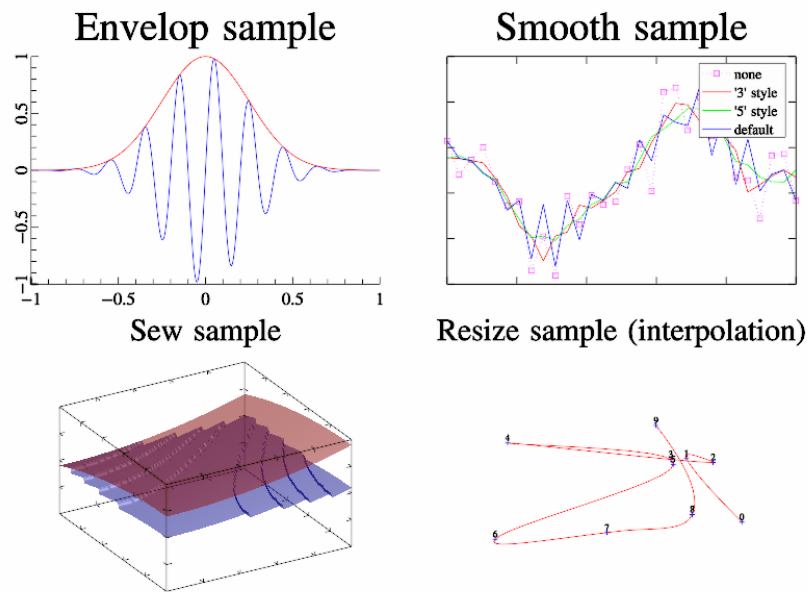 Envelop sample
Smooth sample
1
0.5
0
−0.5
−1
−1
−0.5
0
0.5
1
none
'3' style
'5' style
default
Sew sample
Resize sample (interpolation)
9
4
3
1
2
5
6
7
8
0